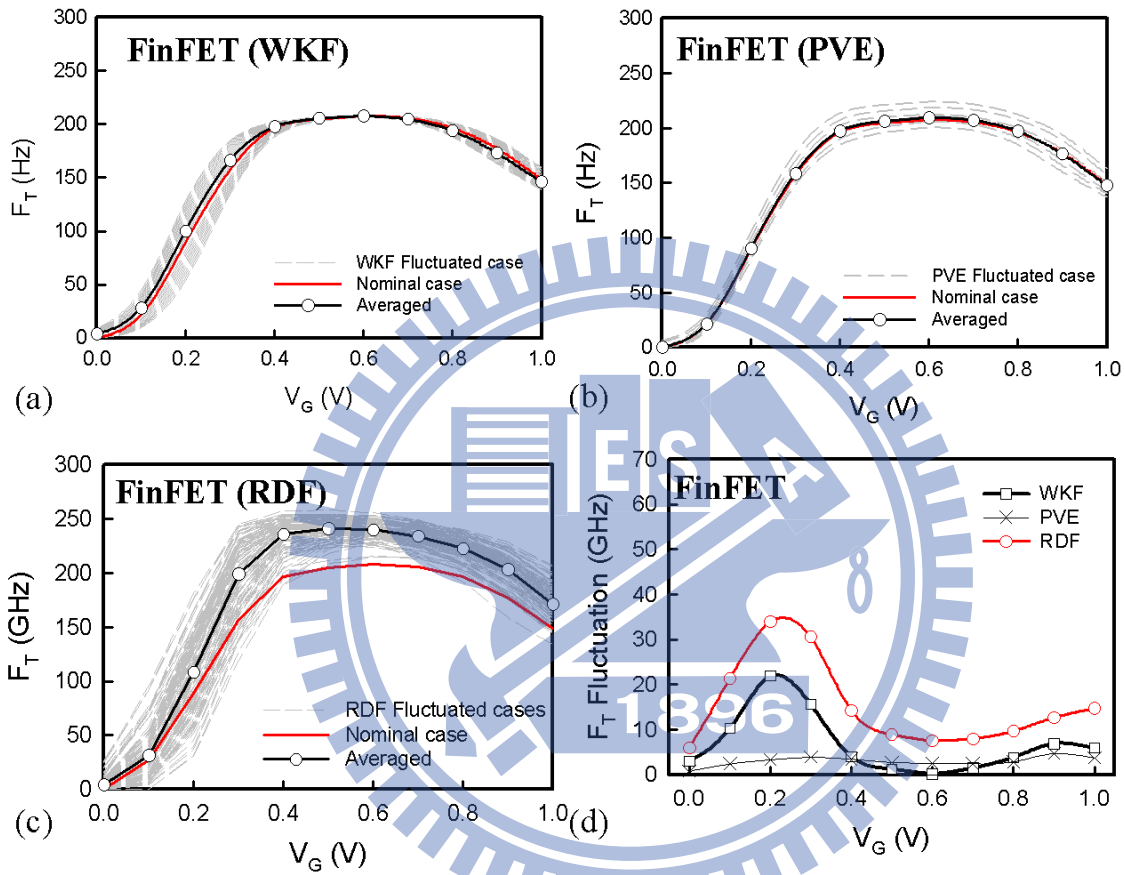 FinFET (WKF)
300
250
200
150
100
50
0
F_T (Hz)
WKF Fluctuated case
Nominal case
Averaged
0.0 0.2 0.4 0.6 0.8 1.0
V_G (V)
(a)
FinFET (PVE)
300
250
200
150
100
50
0
F_T (Hz)
PVE Fluctuated case
Nominal case
Averaged
0.0 0.2 0.4 0.6 0.8 1.0
V_G (V)
(b)
FinFET (RDF)
300
250
200
150
100
50
0
F_T (GHz)
RDF Fluctuated cases
Nominal case
Averaged
0.0 0.2 0.4 0.6 0.8 1.0
V_G (V)
(c)
FinFET
70
60
50
40
30
20
10
0
F_T Fluctuation (GHz)
WKF
PVE
RDF
0.0 0.2 0.4 0.6 0.8 1.0
V_G (V)
(d)
E S A
8
1896